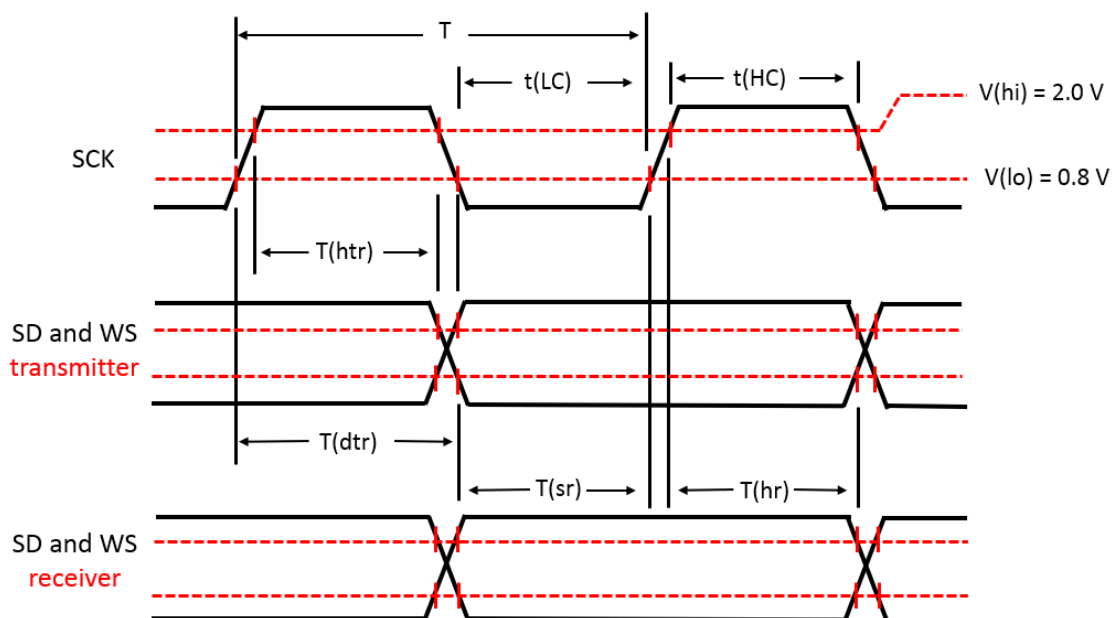 T
t(LC)
t(HC)
V(hi) = 2.0 V
SCK
V(lo) = 0.8 V
T(htr)
SD and WS
transmitter
T(dtr)
T(sr)
T(hr)
SD and WS
receiver